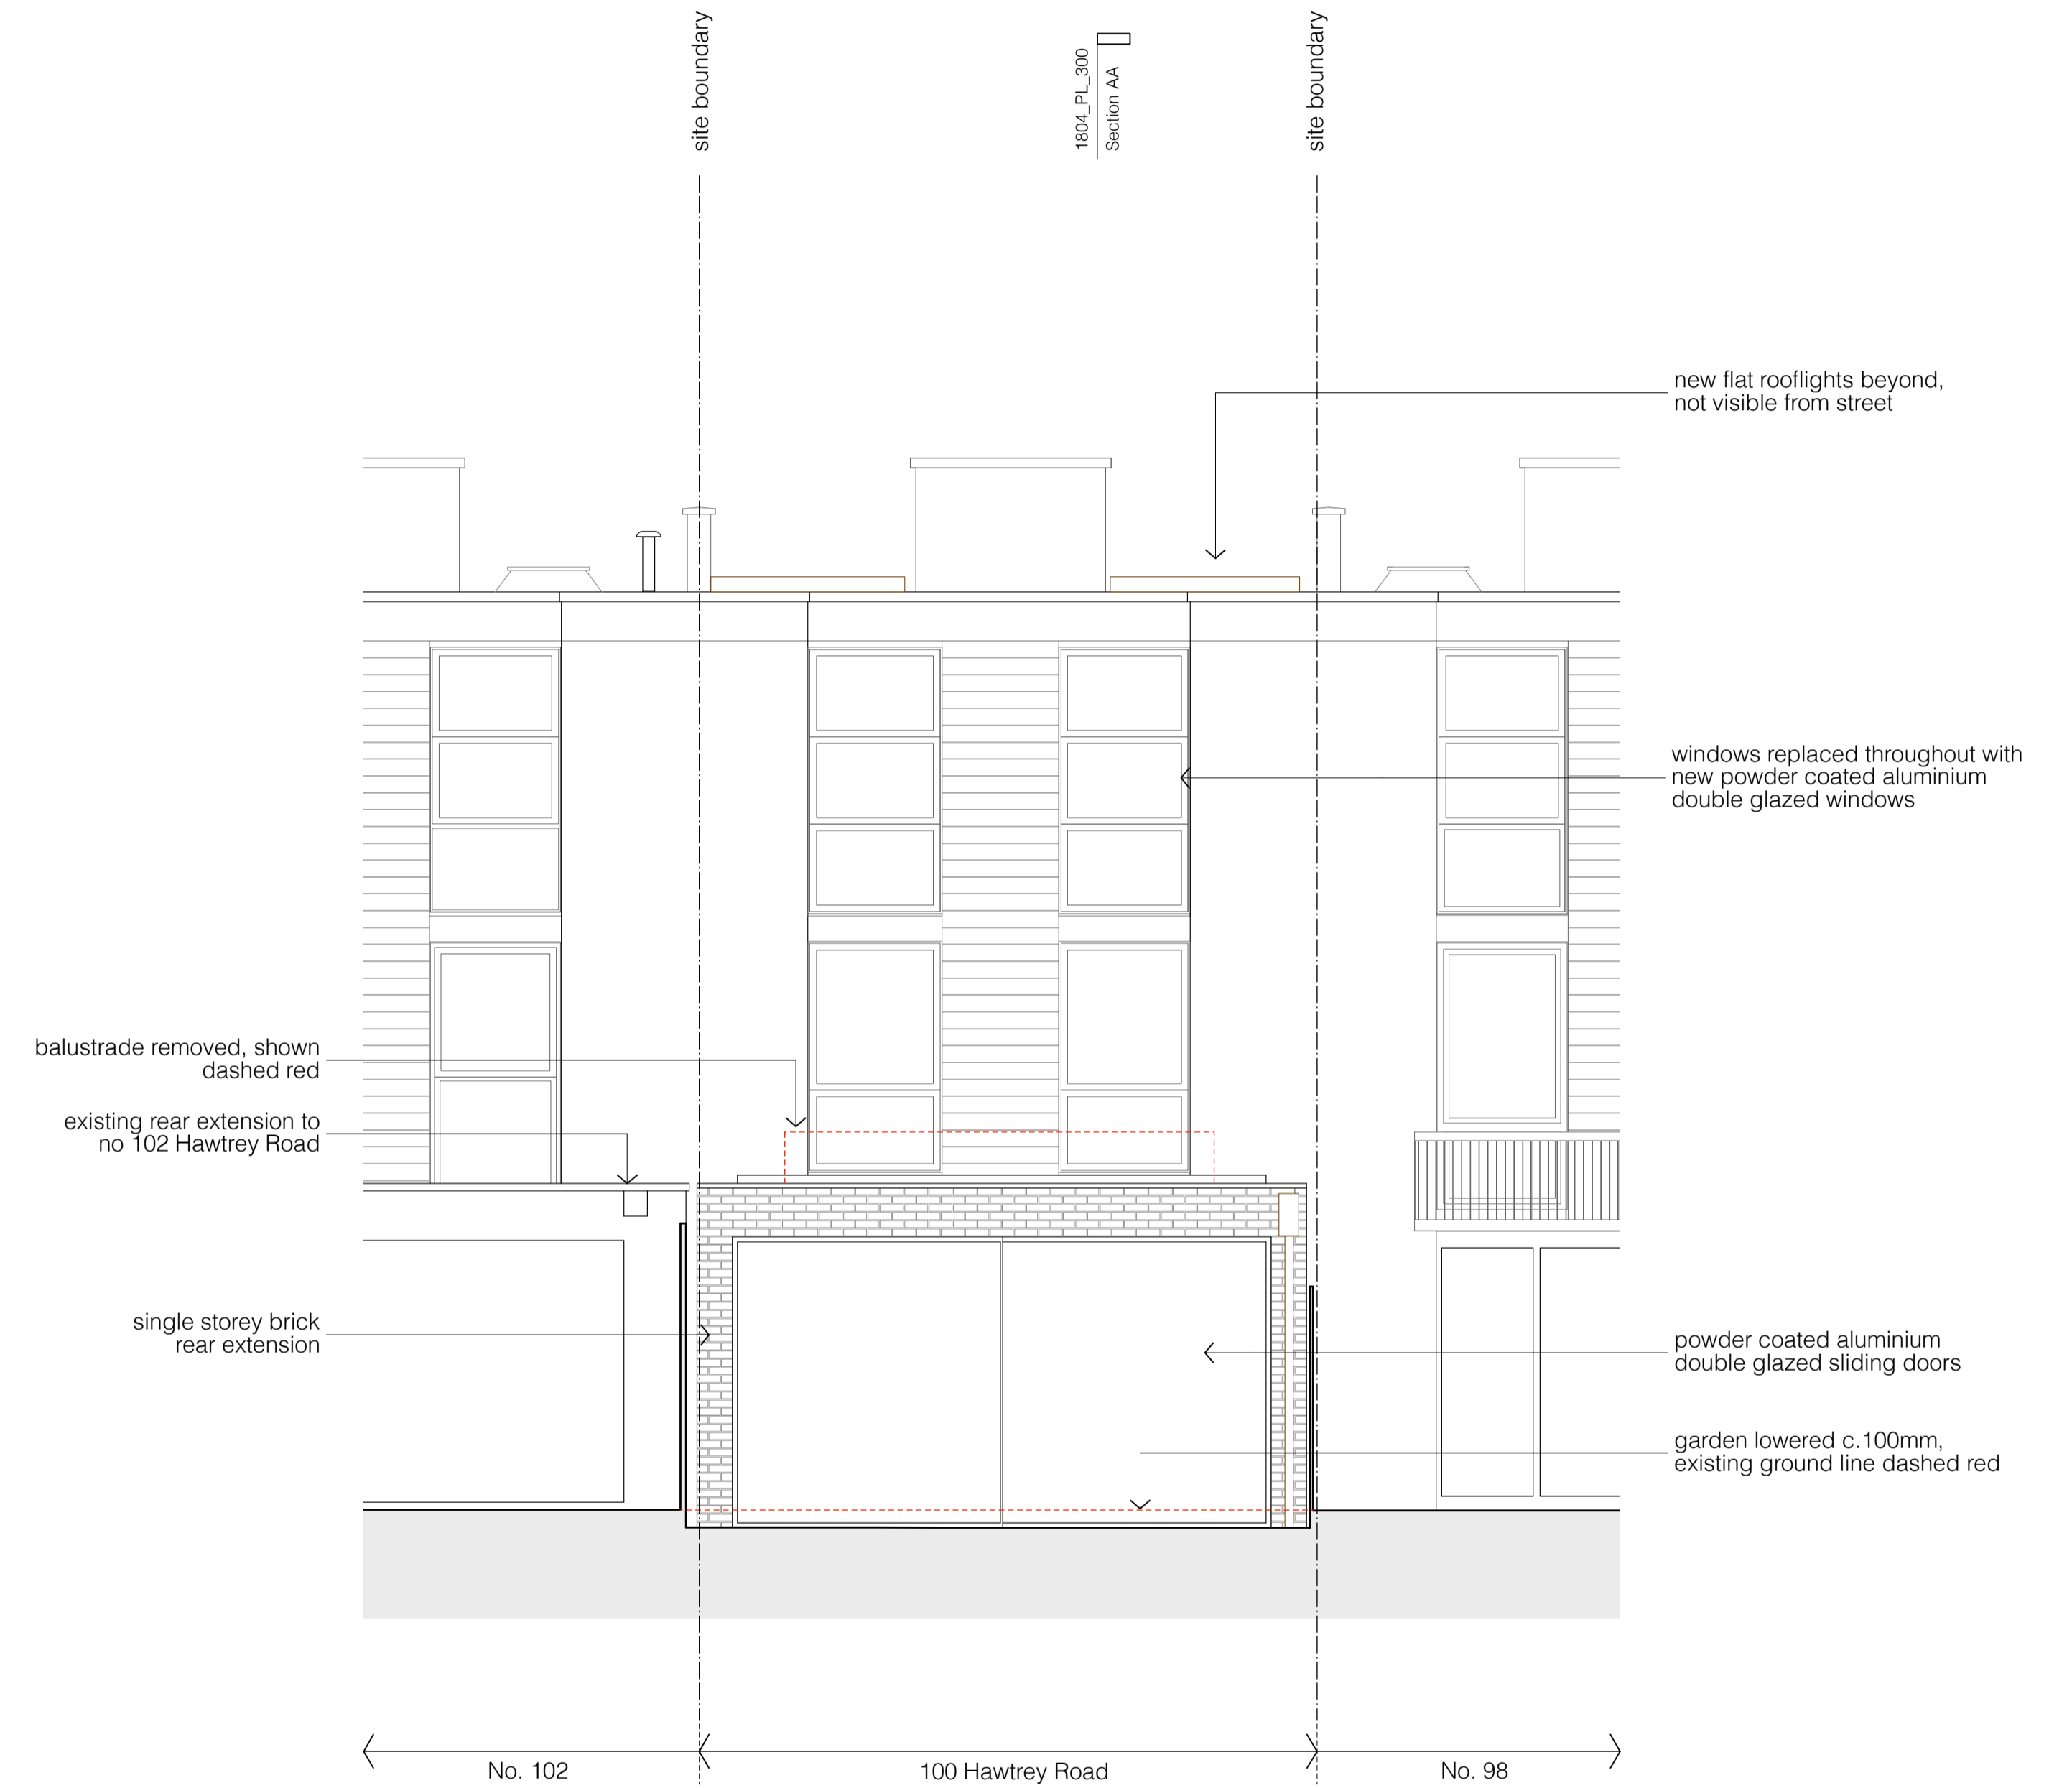 site boundary
1804_PL_300
Section AA
site boundary
new flat rooflights beyond,
not visible from street
windows replaced throughout with
new powder coated aluminium
double glazed windows
balustrade removed, shown
dashed red
existing rear extension to
no 102 Hawtrey Road
single storey brick
rear extension
powder coated aluminium
double glazed sliding doors
garden lowered c.100mm,
existing ground line dashed red
No. 102
100 Hawtrey Road
No. 98